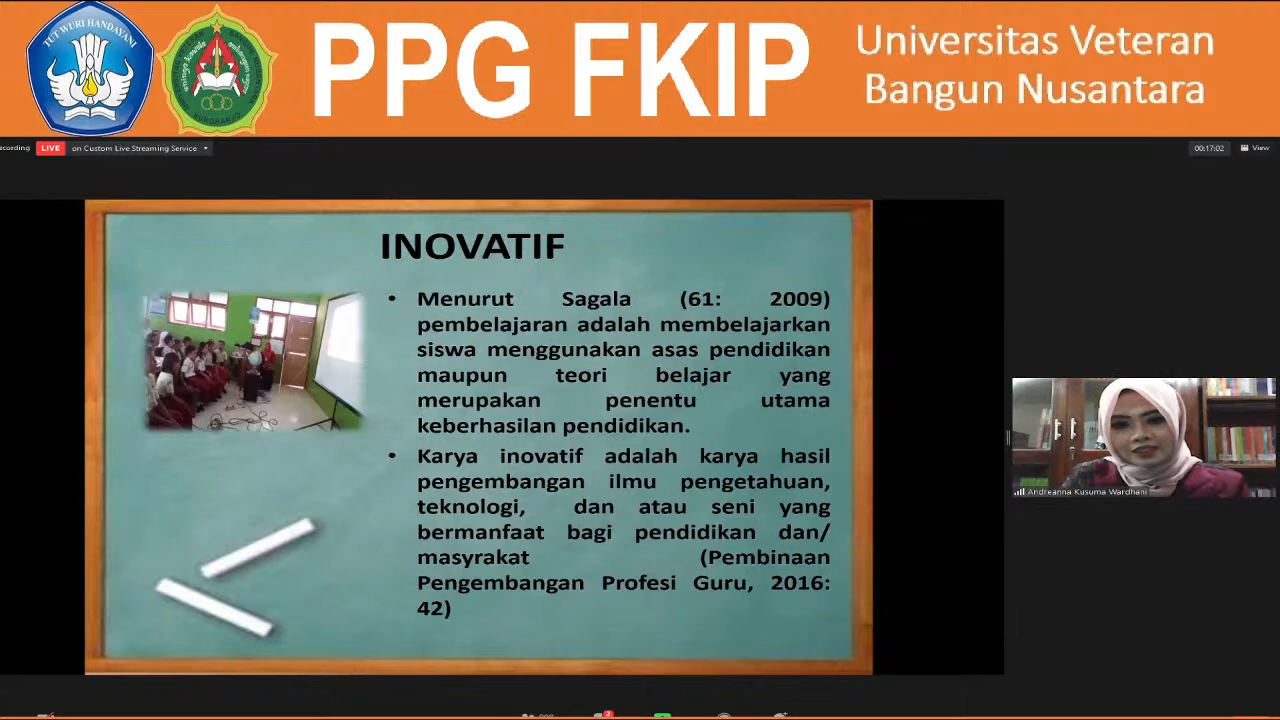 TUT WURI HANDAYANI
SUKOHARJO
PPG FKIP
Universitas Veteran
Bangun Nusantara
ecording
LIVE
on Custom Live Streaming Service
00:17:02
View
INOVATIF
• Menurut Sagala (61: 2009)
pembelajaran adalah membelajarkan
siswa menggunakan asas pendidikan
maupun teori belajar yang
merupakan penentu utama
keberhasilan pendidikan.
• Karya inovatif adalah karya hasil
pengembangan ilmu pengetahuan,
teknologi, dan atau seni yang
bermanfaat bagi pendidikan dan/
masyrakat (Pembinaan
Pengembangan Profesi Guru, 2016:
42)
Andreanna Kusuma Wardhani
2